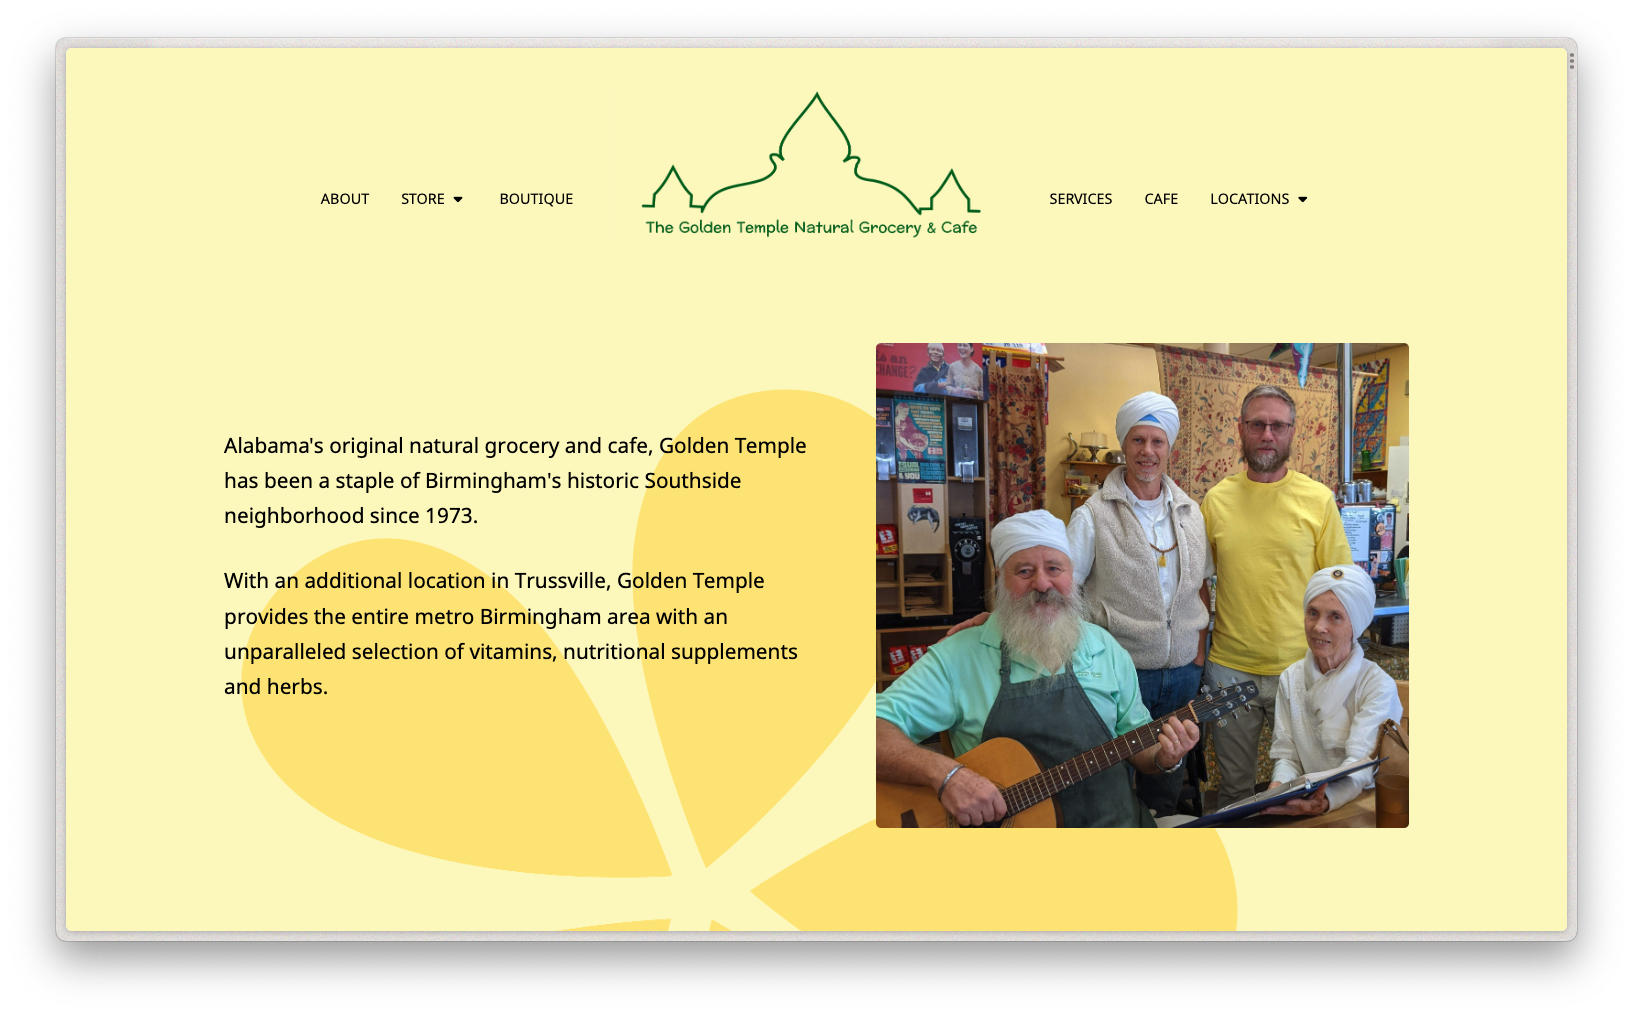 ABOUT
STORE
BOUTIQUE
The Golden Temple Natural Grocery & Cafe
SERVICES
CAFE
LOCATIONS
Alabama's original natural grocery and cafe, Golden Temple
has been a staple of Birmingham's historic Southside
neighborhood since 1973.
With an additional location in Trussville, Golden Temple
provides the entire metro Birmingham area with an
unparalleled selection of vitamins, nutritional supplements
and herbs.
CHANGE?
& YOU